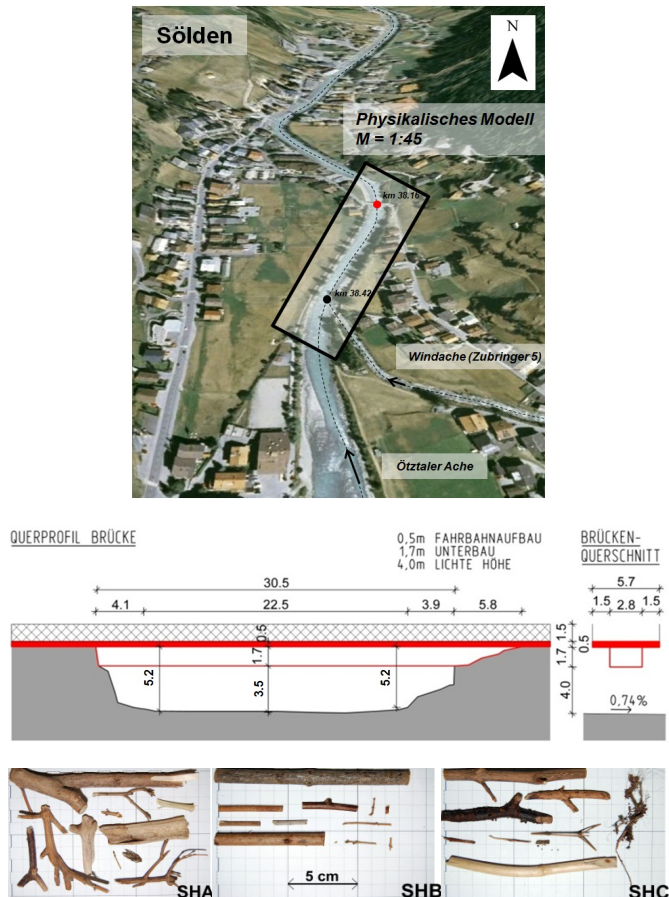 Sölden
N
Physikalisches Modell
M = 1:45
km 38.16
km 38.42
Windache (Zubringer 5)
Ötztaler Ache
QUERPROFIL BRÜCKE
0,5m FAHRBAHNAUFBAU
1,7m UNTERBAU
4,0m LICHTE HÖHE
BRÜCKEN-
QUERSCHNITT
30.5
5.7
4.1 22.5 3.9 5.8
1.5 2.8 1.5
0.5
1.7
5.2
3.5
5.2
1.5
0.5
1.7
4.0
0,74%
SHA
5 cm
SHB
SHC